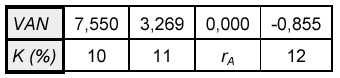 VAN 7,550 3,269 0,000 -0,855
K (%) 10 11 rA 12